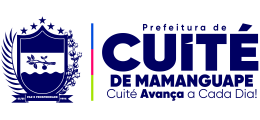 Prefeitura de
CUITÉ
DE MAMANGUAPE
Cuité Avança a Cada Dia!